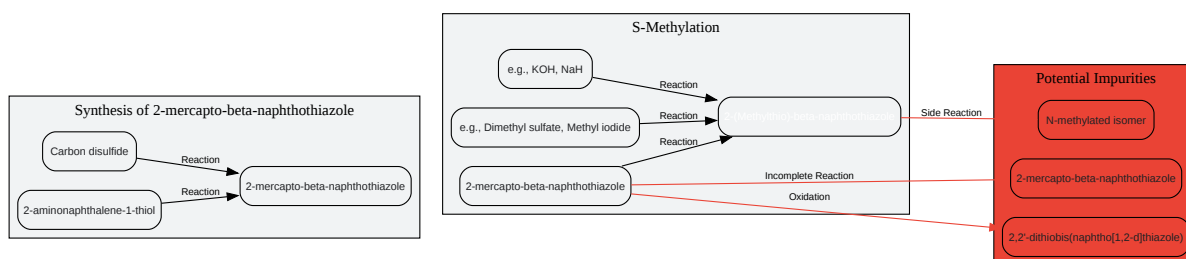 Synthesis of 2-mercapto-beta-naphthothiazole
Carbon disulfide
2-aminonaphthalene-1-thiol
Reaction
Reaction
2-mercapto-beta-naphthothiazole
S-Methylation
e.g., KOH, NaH
e.g., Dimethyl sulfate, Methyl iodide
2-mercapto-beta-naphthothiazole
Reaction
Reaction
Reaction
2-(Methylthio)-beta-naphthothiazole
Side Reaction
Incomplete Reaction
Oxidation
Potential Impurities
N-methylated isomer
2-mercapto-beta-naphthothiazole
2,2'-dithiobis(naphtho[1,2-d]thiazole)